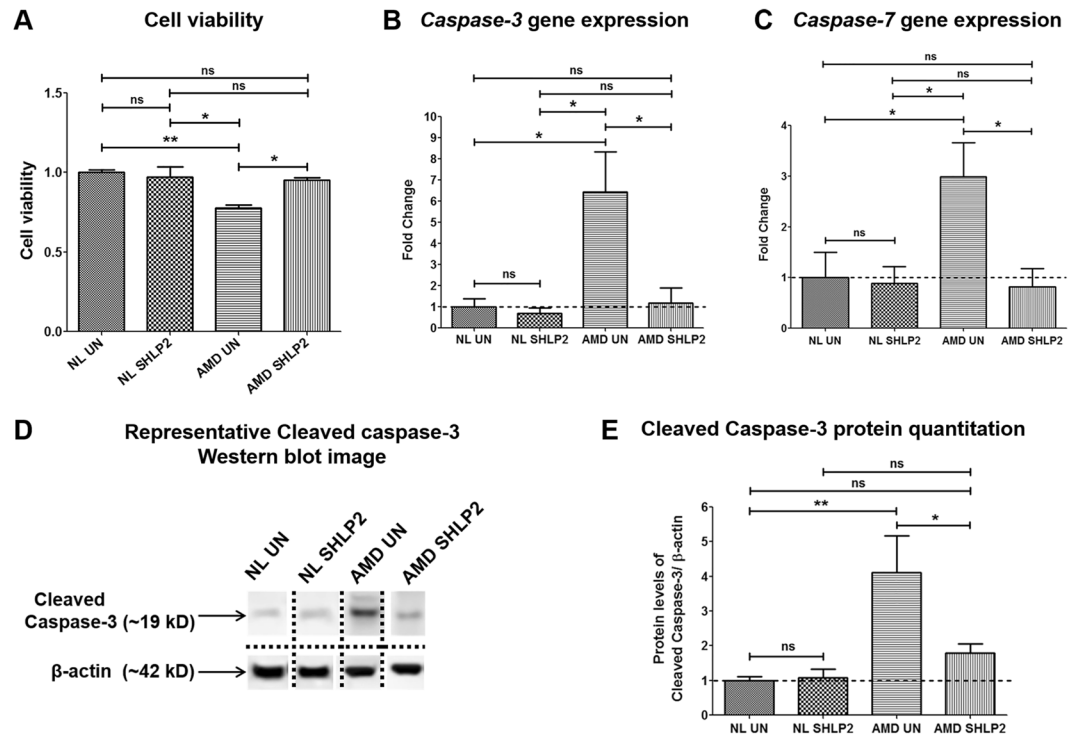 A
Cell viability
ns
ns
ns
*
**
*
1.5
1.0
0.5
0.0
Cell viability
NL UN
NL SHLP2
AMD UN
AMD SHLP2
B
Caspase-3 gene expression
ns
ns
*
*
*
ns
10
9
8
7
6
5
4
3
2
1
0
Fold Change
NL UN
NL SHLP2
AMD UN
AMD SHLP2
C
Caspase-7 gene expression
ns
ns
*
*
*
ns
4
3
2
1
0
Fold Change
NL UN
NL SHLP2
AMD UN
AMD SHLP2
D
Representative Cleaved caspase-3
Western blot image
NL UN
NL SHLP2
AMD UN
AMD SHLP2
Cleaved
Caspase-3 (~19 kD)
β-actin (~42 kD)
E
Cleaved Caspase-3 protein quantitation
ns
ns
**
*
ns
6
5
4
3
2
1
0
Protein levels of
Cleaved Caspase-3/ β-actin
NL UN
NL SHLP2
AMD UN
AMD SHLP2